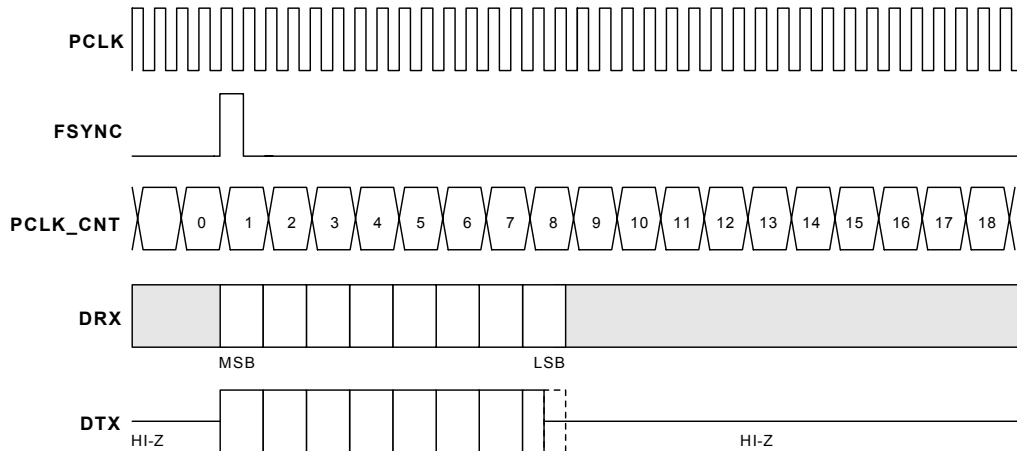 PCLK
FSYNC
PCLK_CNT 0 1 2 3 4 5 6 7 8 9 10 11 12 13 14 15 16 17 18
DRX
MSB LSB
DTX
HI-Z HI-Z